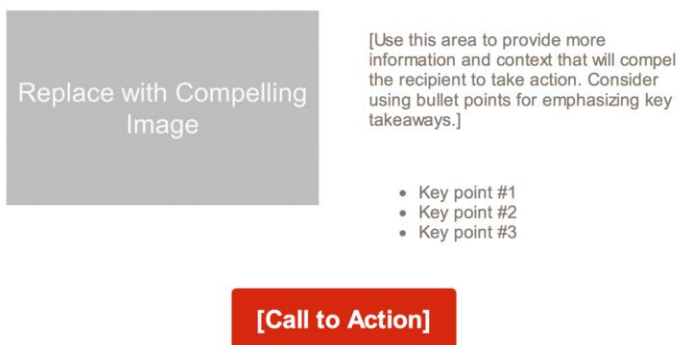 Replace with Compelling
Image
[Use this area to provide more
information and context that will compel
the recipient to take action. Consider
using bullet points for emphasizing key
takeaways.]
• Key point #1
• Key point #2
• Key point #3
[Call to Action]